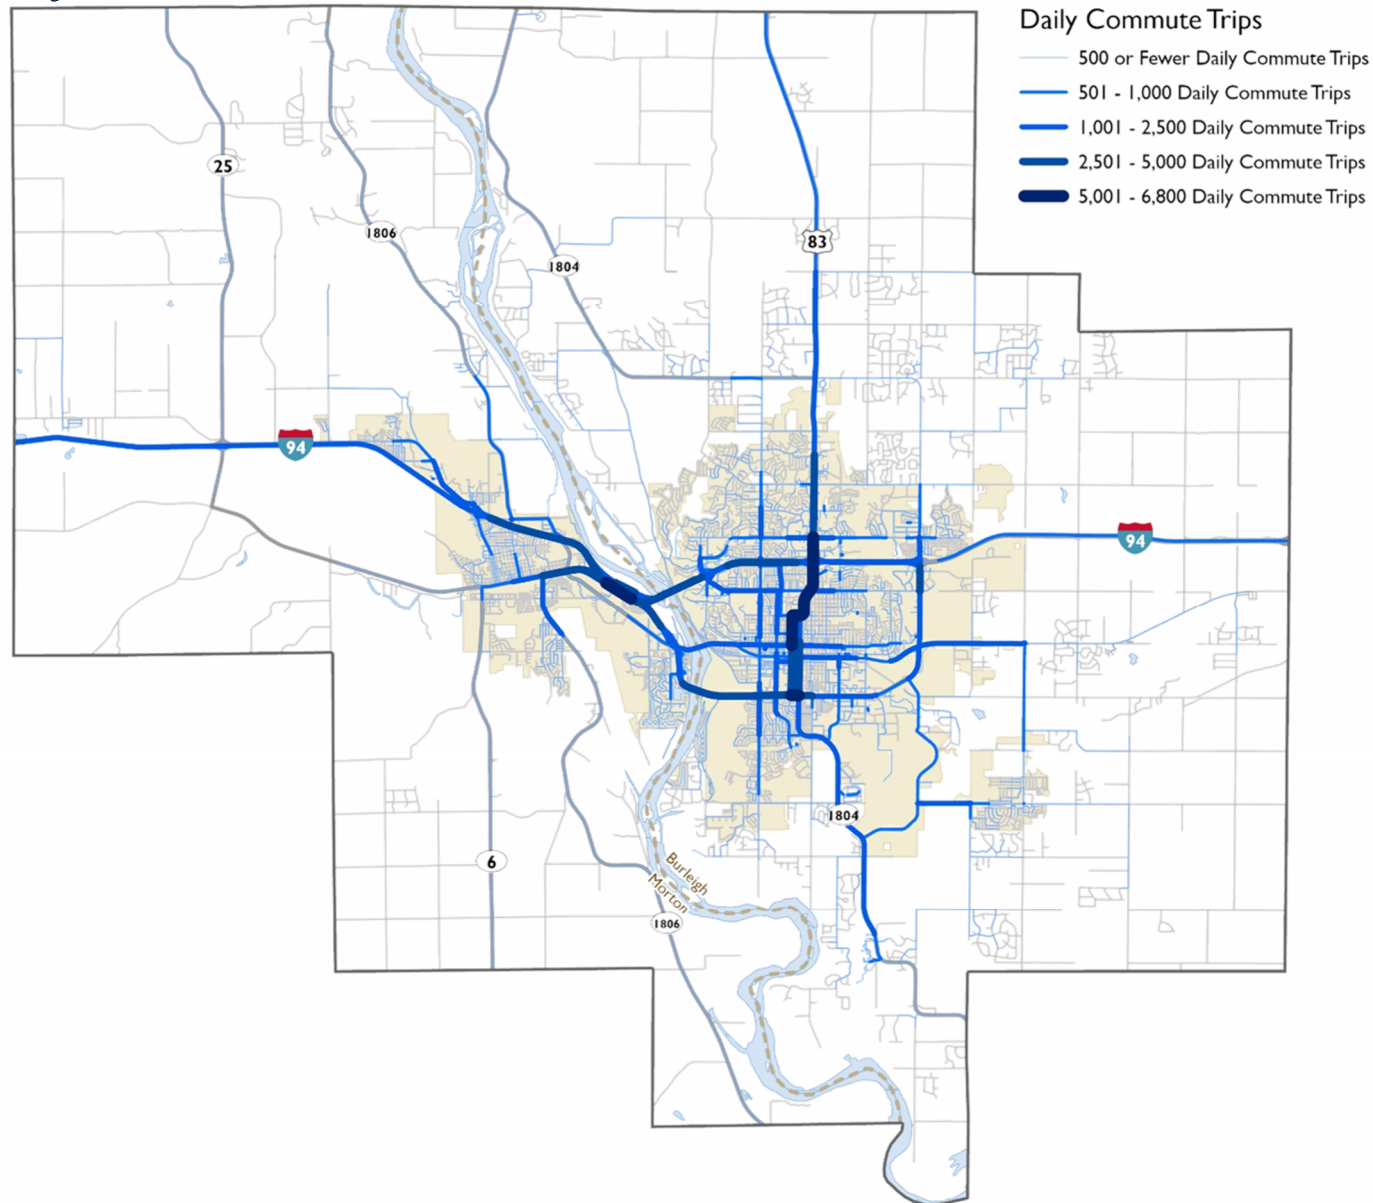 Daily Commute Trips
500 or Fewer Daily Commute Trips
501 - 1,000 Daily Commute Trips
1,001 - 2,500 Daily Commute Trips
2,501 - 5,000 Daily Commute Trips
5,001 - 6,800 Daily Commute Trips
25
1806
83
1804
94
94
1804
6
Burleigh
Morton
1806